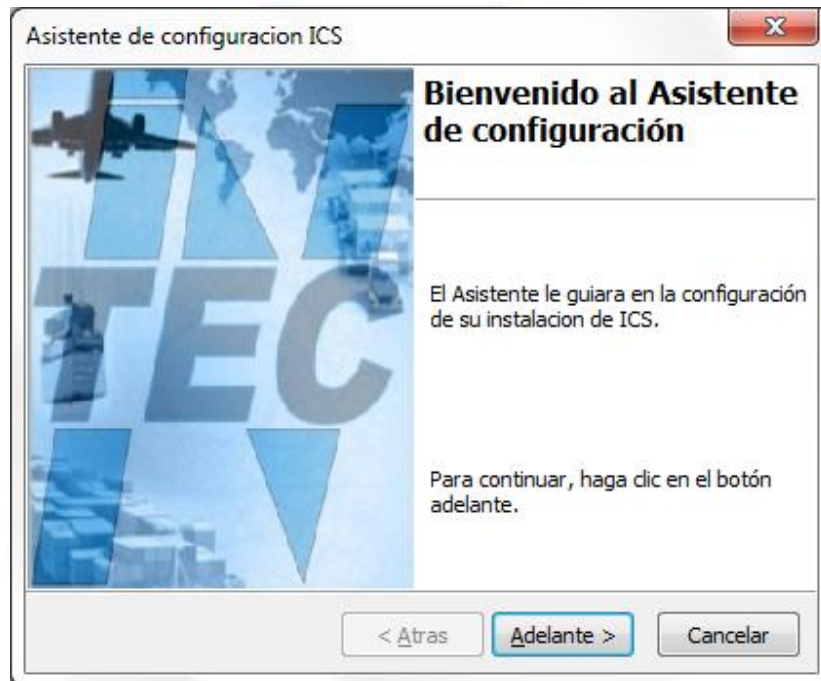 Asistente de configuracion ICS
Bienvenido al Asistente
de configuración
iN
TEC
El Asistente le guiara en la configuración
de su instalacion de ICS.
Para continuar, haga clic en el botón
adelante.
< Atras
Adelante >
Cancelar